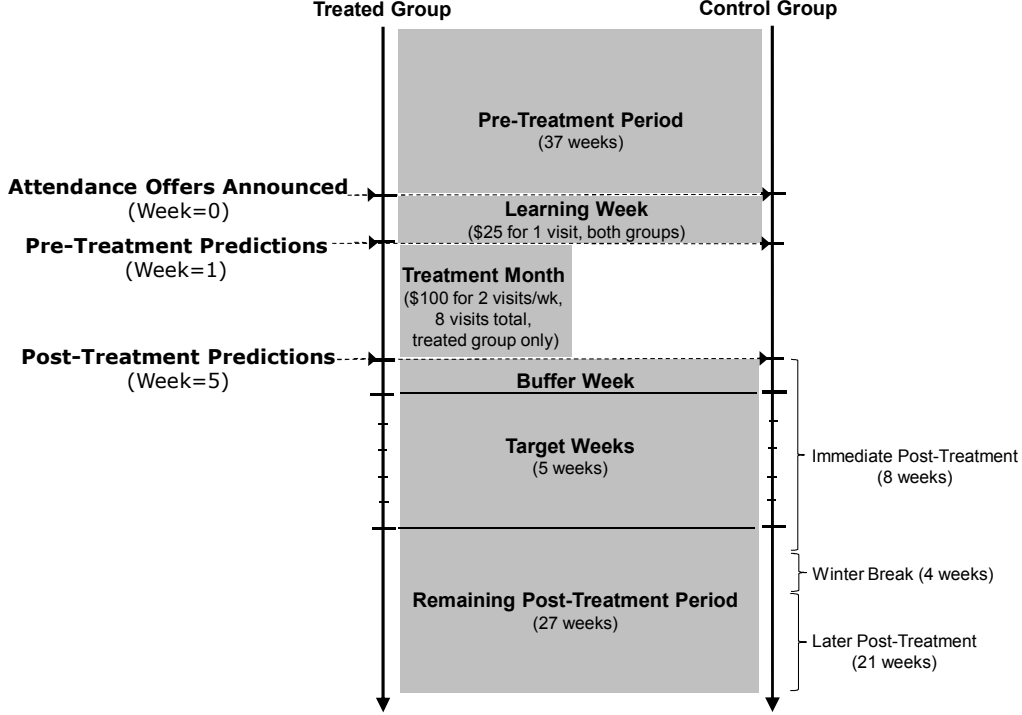 Treated Group
Control Group
Pre-Treatment Period
(37 weeks)
Attendance Offers Announced
(Week=0)
Learning Week
($25 for 1 visit, both groups)
Pre-Treatment Predictions
(Week=1)
Treatment Month
($100 for 2 visits/wk,
8 visits total,
treated group only)
Post-Treatment Predictions
(Week=5)
Buffer Week
Target Weeks
(5 weeks)
Immediate Post-Treatment
(8 weeks)
Winter Break (4 weeks)
Remaining Post-Treatment Period
(27 weeks)
Later Post-Treatment
(21 weeks)